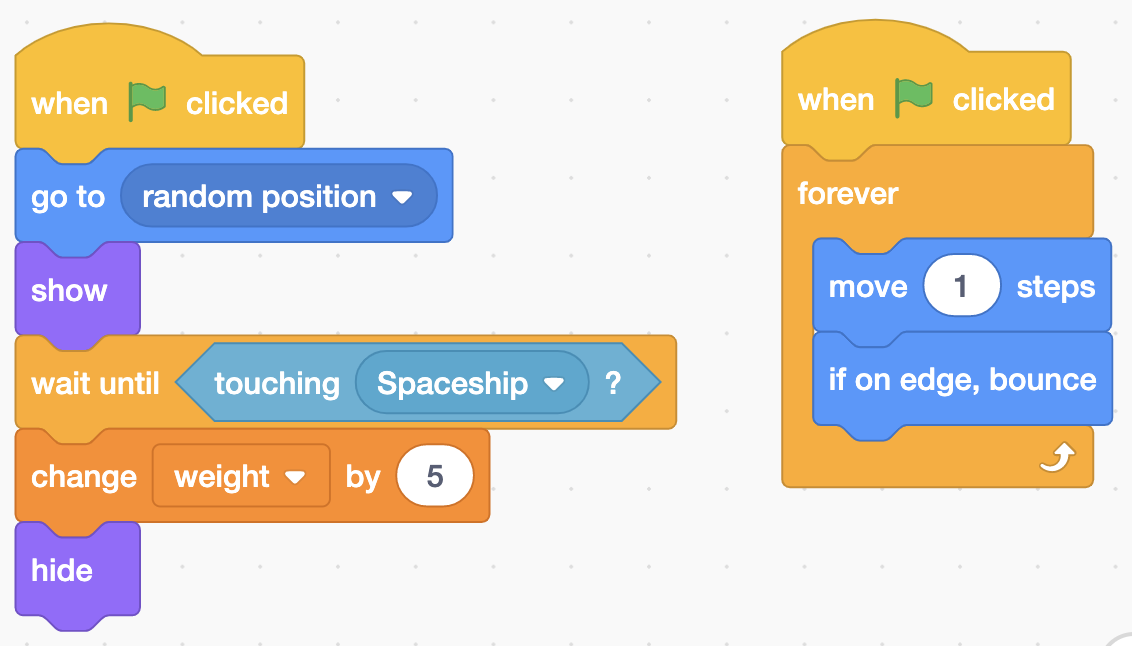 when clicked
go to random position
show
wait until touching Spaceship ?
change weight by 5
hide
when clicked
forever
move 1 steps
if on edge, bounce